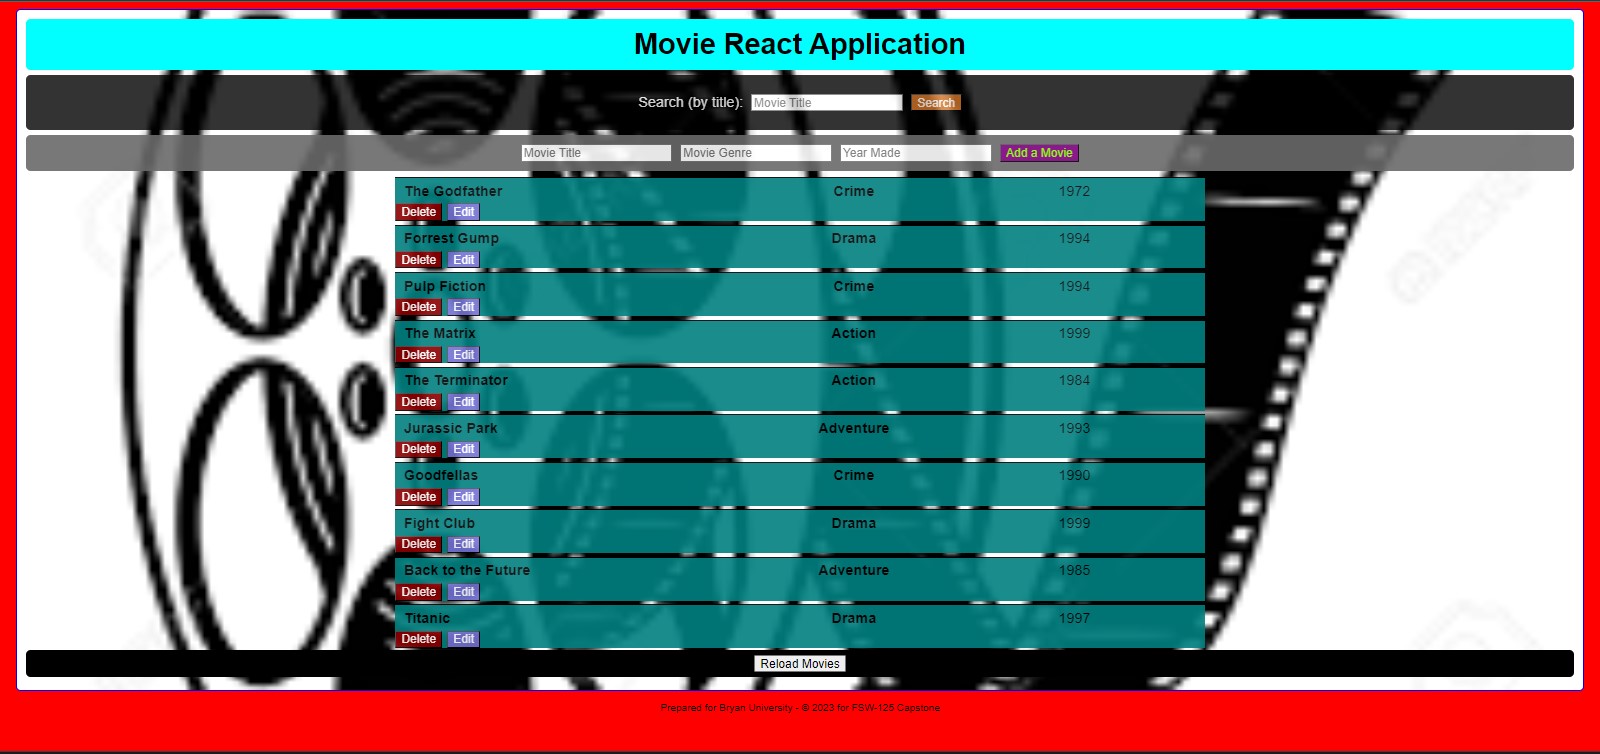 Movie React Application
Search (by title): Movie Title Search
Movie Title Movie Genre Year Made Add a Movie
The Godfather Crime 1972
Delete Edit
Forrest Gump Drama 1994
Delete Edit
Pulp Fiction Crime 1994
Delete Edit
The Matrix Action 1999
Delete Edit
The Terminator Action 1984
Delete Edit
Jurassic Park Adventure 1993
Delete Edit
Goodfellas Crime 1990
Delete Edit
Fight Club Drama 1999
Delete Edit
Back to the Future Adventure 1985
Delete Edit
Titanic Drama 1997
Delete Edit
Reload Movies
Prepared for Bryan University - © 2023 for FSW-125 Capstone